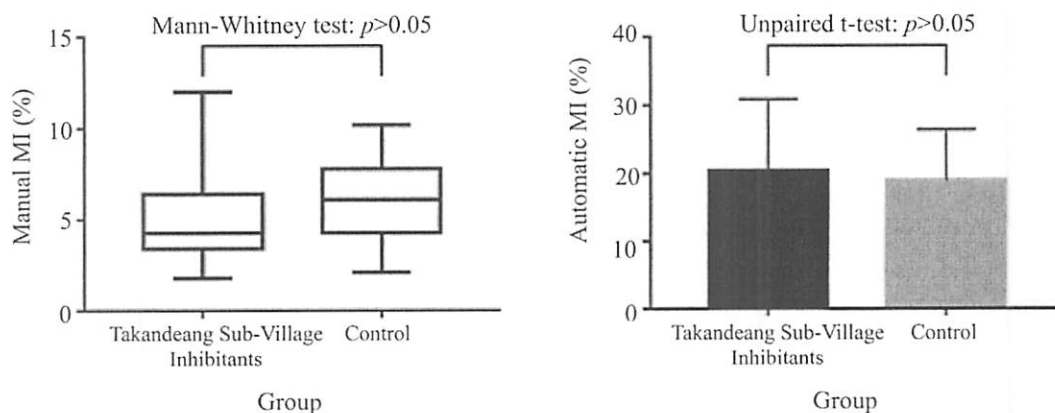 Mann-Whitney test: p>0.05
15
10
5
0
Manual MI (%)
Takandeang Sub-Village
Inhibitants
Control
Group
Unpaired t-test: p>0.05
40
30
20
10
0
Automatic MI (%)
Takandeang Sub-Village
Inhibitants
Control
Group